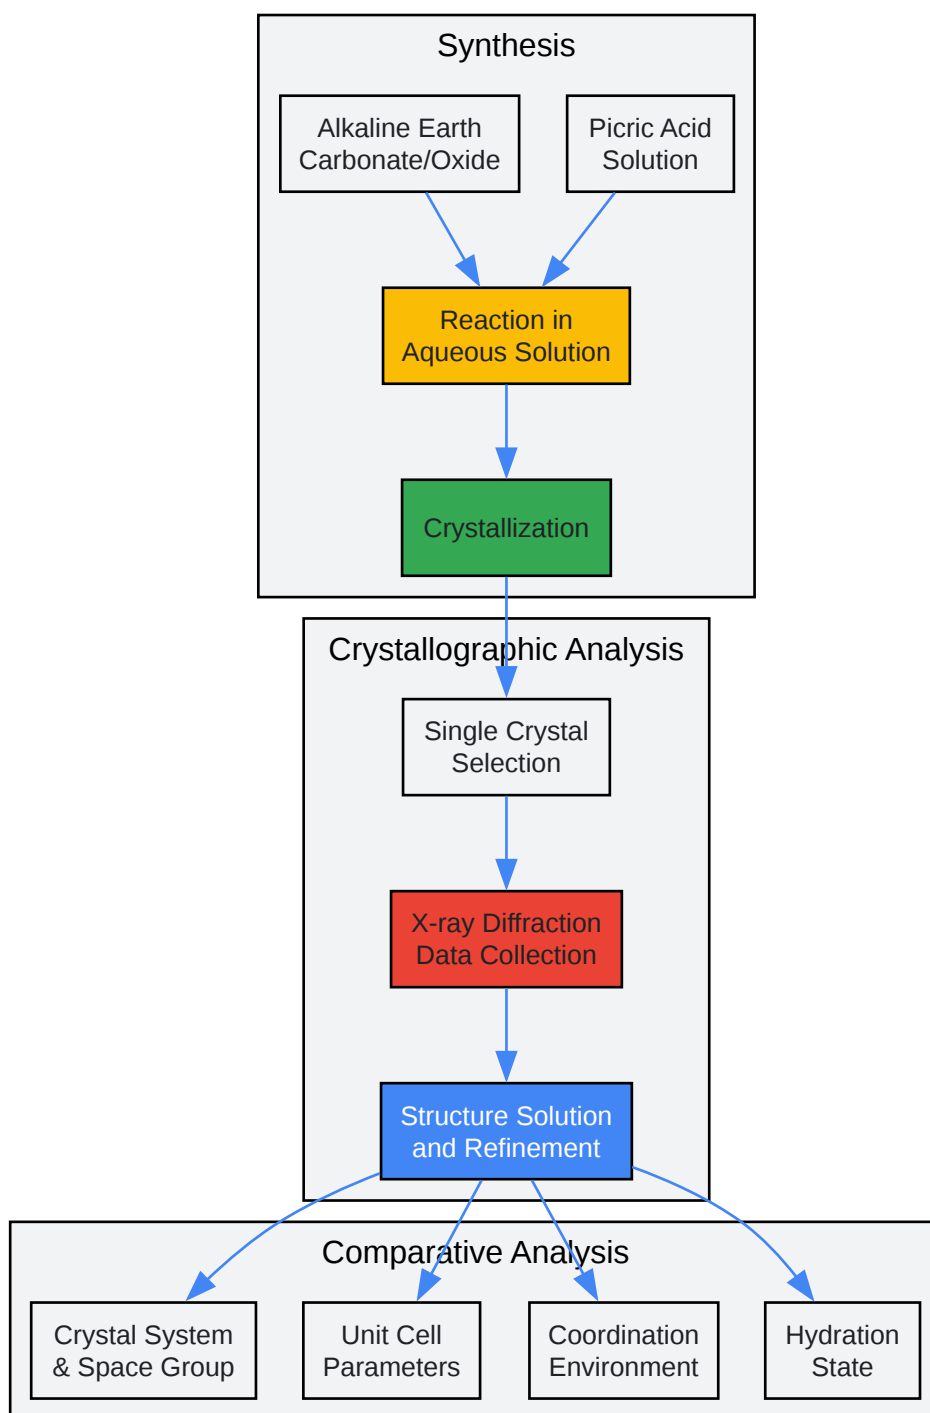 Synthesis
Alkaline Earth
Carbonate/Oxide
Picric Acid
Solution
Reaction in
Aqueous Solution
Crystallization
Crystallographic Analysis
Single Crystal
Selection
X-ray Diffraction
Data Collection
Structure Solution
and Refinement
Comparative Analysis
Crystal System
& Space Group
Unit Cell
Parameters
Coordination
Environment
Hydration
State